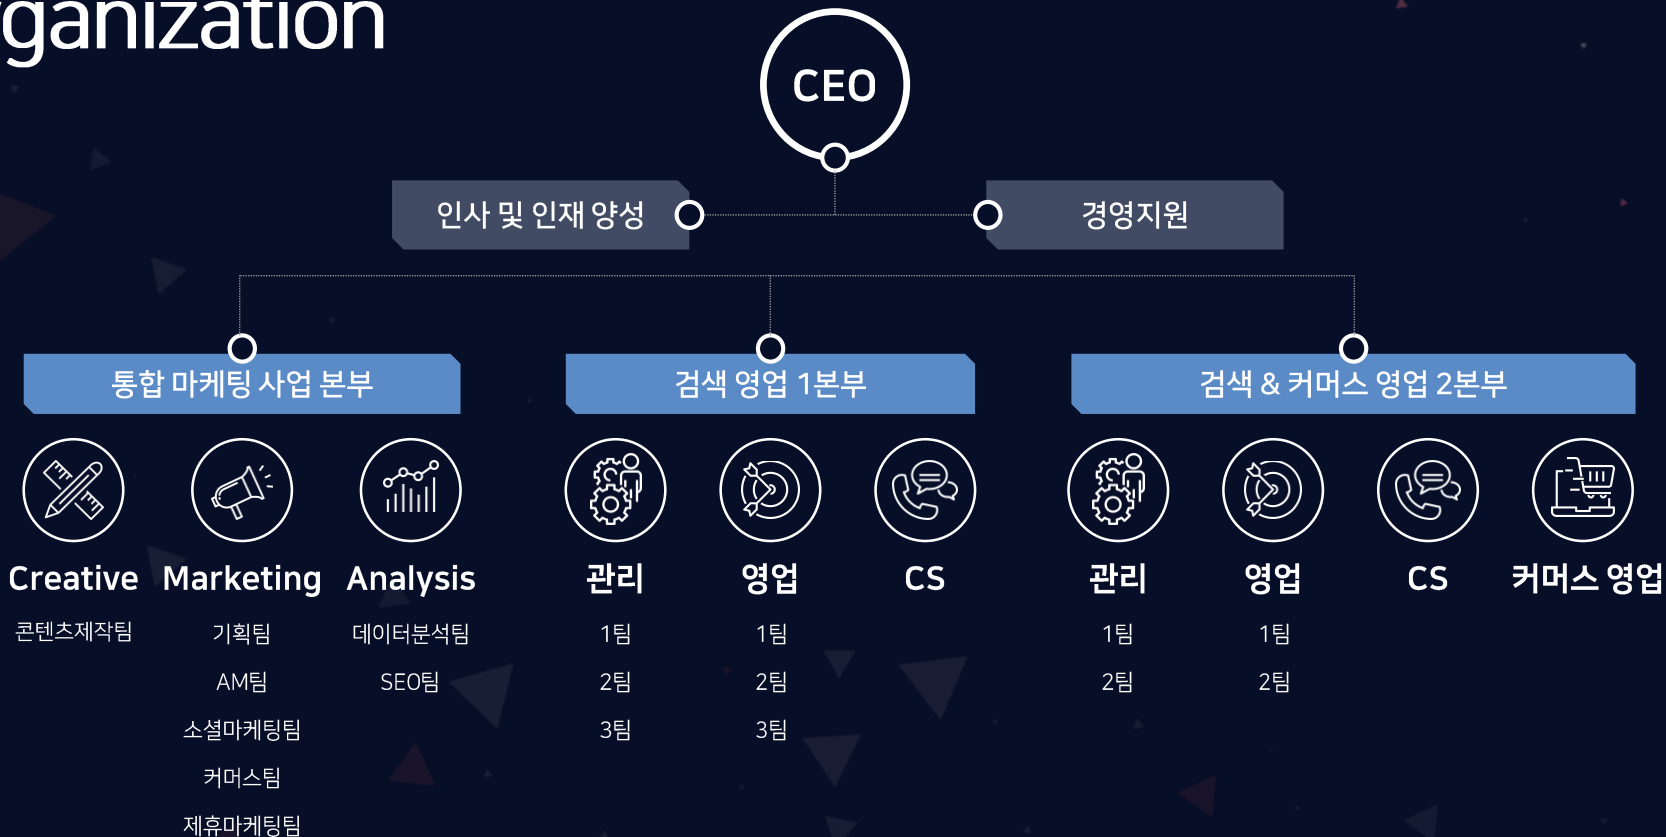 ganization
CEO
인사 및 인재 양성
경영지원
통합 마케팅 사업 본부
검색 영업 1본부
검색 & 커머스 영업 2본부
Creative
Marketing
Analysis
관리
영업
CS
관리
영업
CS
커머스 영업
콘텐츠제작팀
기획팀
데이터분석팀
1팀
1팀
1팀
1팀
AM팀
SEO팀
2팀
2팀
2팀
2팀
소셜마케팅팀
3팀
3팀
커머스팀
제휴마케팅팀